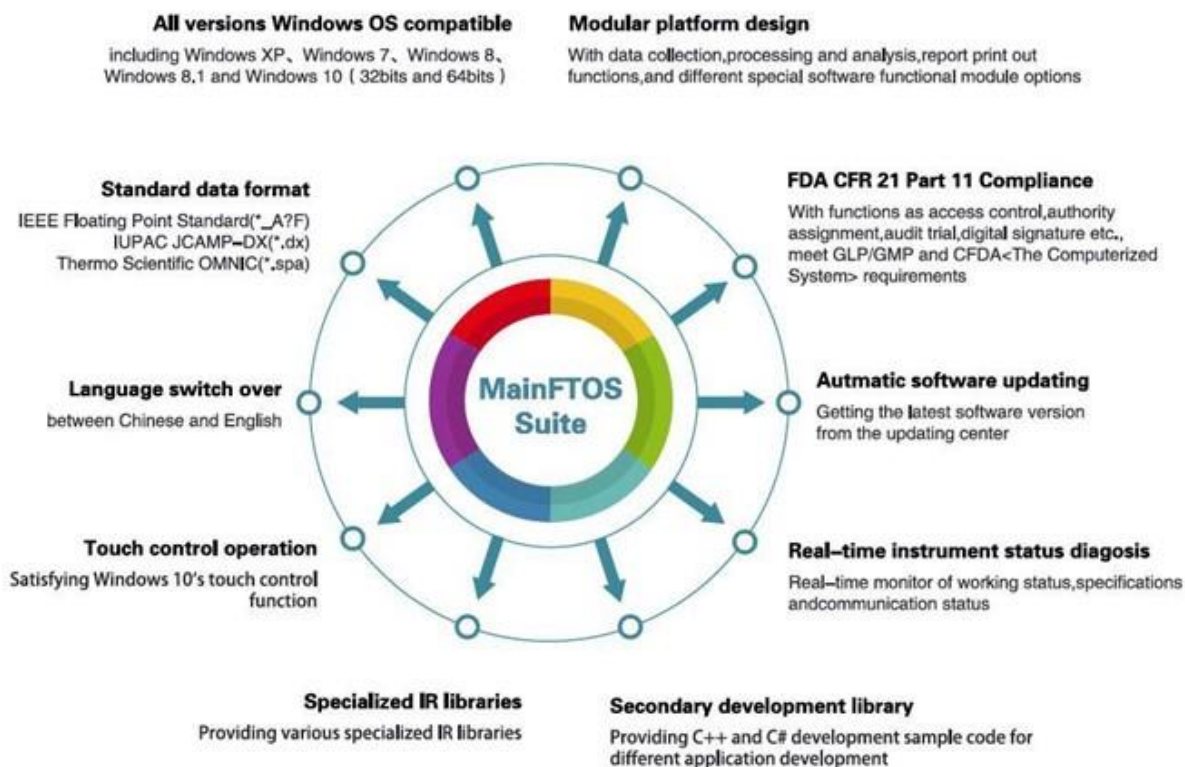 All versions Windows OS compatible
including Windows XP、Windows 7、Windows 8、
Windows 8.1 and Windows 10 ( 32bits and 64bits )
Modular platform design
With data collection,processing and analysis,report print out
functions,and different special software functional module options
Standard data format
IEEE Floating Point Standard(*_A?F)
IUPAC JCAMP-DX(*.dx)
Thermo Scientific OMNIC(*.spa)
FDA CFR 21 Part 11 Compliance
With functions as access control,authority
assignment,audit trial,digital signature etc.,
meet GLP/GMP and CFDA<The Computerized
System> requirements
Language switch over
between Chinese and English
MainFTOS
Suite
Autmatic software updating
Getting the latest software version
from the updating center
Touch control operation
Satisfying Windows 10's touch control
function
Real-time instrument status diagosis
Real-time monitor of working status,specifications
andcommunication status
Specialized IR libraries
Providing various specialized IR libraries
Secondary development library
Providing C++ and C# development sample code for
different application development